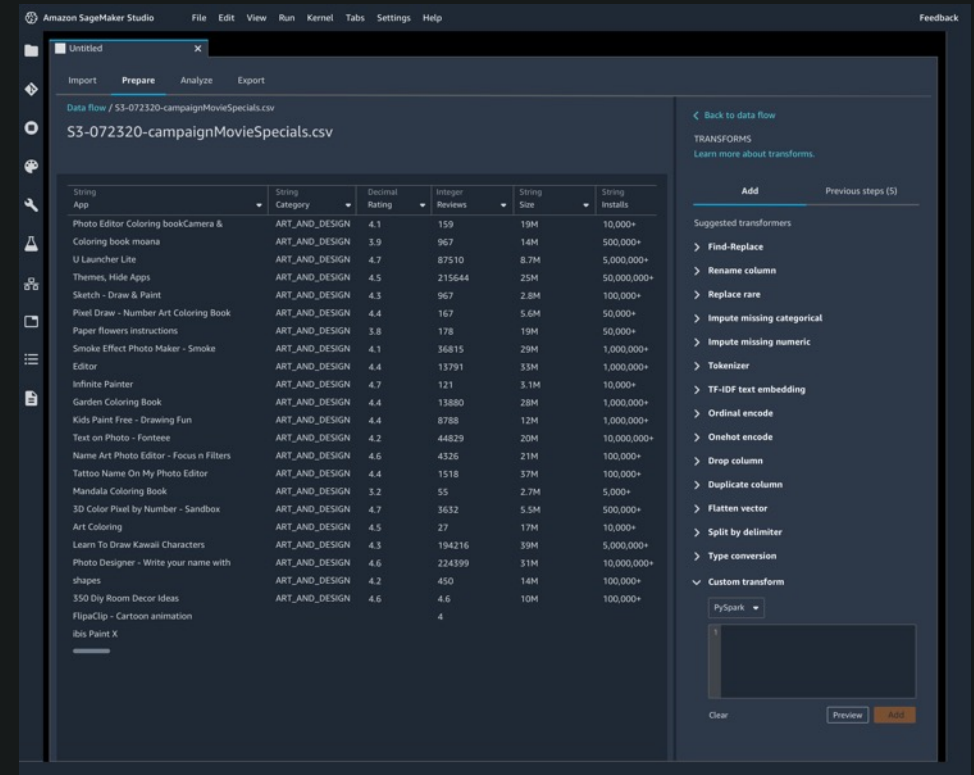 Amazon SageMaker Studio File Edit View Run Kernel Tabs Settings Help Feedback
Untitled
Import Prepare Analyze Export
Data flow / S3-072320-campaignMovieSpecials.csv
S3-072320-campaignMovieSpecials.csv
String String Decimal Integer String String
App Category Rating Reviews Size Installs
Photo Editor Coloring bookCamera & ART_AND_DESIGN 4.1 159 19M 10,000+
Coloring book moana ART_AND_DESIGN 3.9 967 14M 500,000+
U Launcher Lite ART_AND_DESIGN 4.7 87510 8.7M 5,000,000+
Themes, Hide Apps ART_AND_DESIGN 4.5 215644 25M 50,000,000+
Sketch - Draw & Paint ART_AND_DESIGN 4.3 967 2.8M 100,000+
Pixel Draw - Number Art Coloring Book ART_AND_DESIGN 4.4 167 5.6M 50,000+
Paper flowers instructions ART_AND_DESIGN 3.8 178 19M 50,000+
Smoke Effect Photo Maker - Smoke ART_AND_DESIGN 4.1 36815 29M 1,000,000+
Editor ART_AND_DESIGN 4.4 13791 33M 1,000,000+
Infinite Painter ART_AND_DESIGN 4.7 121 3.1M 10,000+
Garden Coloring Book ART_AND_DESIGN 4.4 13880 28M 1,000,000+
Kids Paint Free - Drawing Fun ART_AND_DESIGN 4.4 8788 12M 1,000,000+
Text on Photo - Fonteee ART_AND_DESIGN 4.2 44829 20M 10,000,000+
Name Art Photo Editor - Focus n Filters ART_AND_DESIGN 4.6 4326 21M 100,000+
Tattoo Name On My Photo Editor ART_AND_DESIGN 4.4 1518 37M 100,000+
Mandala Coloring Book ART_AND_DESIGN 3.2 55 2.7M 5,000+
3D Color Pixel by Number - Sandbox ART_AND_DESIGN 4.7 3632 5.5M 500,000+
Art Coloring ART_AND_DESIGN 4.5 27 17M 10,000+
Learn To Draw Kawaii Characters ART_AND_DESIGN 4.3 194216 39M 5,000,000+
Photo Designer - Write your name with ART_AND_DESIGN 4.6 224399 31M 10,000,000+
shapes ART_AND_DESIGN 4.2 450 14M 100,000+
350 Diy Room Decor Ideas ART_AND_DESIGN 4.6 4.6 10M 100,000+
FlipaClip - Cartoon animation 4
ibis Paint X
Back to data flow
TRANSFORMS
Learn more about transforms.
Add Previous steps (5)
Suggested transformers
Find-Replace
Rename column
Replace rare
Impute missing categorical
Impute missing numeric
Tokenizer
TF-IDF text embedding
Ordinal encode
Onehot encode
Drop column
Duplicate column
Flatten vector
Split by delimiter
Type conversion
Custom transform
PySpark
1
Clear Preview Add